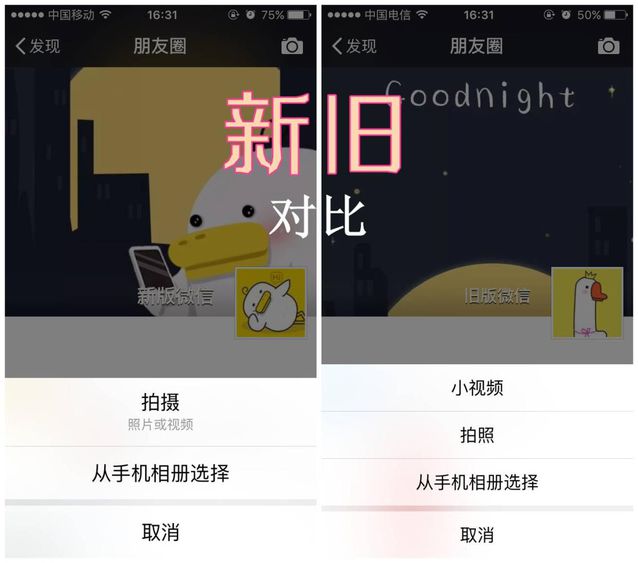 中国移动 16:31 75%
发现 朋友圈
新版微信
拍摄
照片或视频
从手机相册选择
取消
新旧
对比
中国电信 16:31 50%
发现 朋友圈
Goodnight
旧版微信
小视频
拍照
从手机相册选择
取消